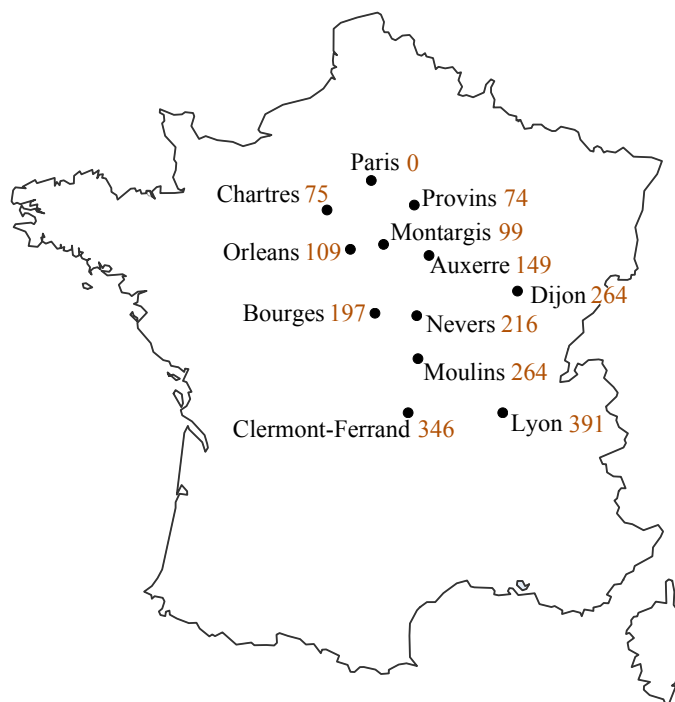 Paris 0
Chartres 75
Provins 74
Montargis 99
Orleans 109
Auxerre 149
Dijon 264
Bourges 197
Nevers 216
Moulins 264
Clermont-Ferrand 346
Lyon 391